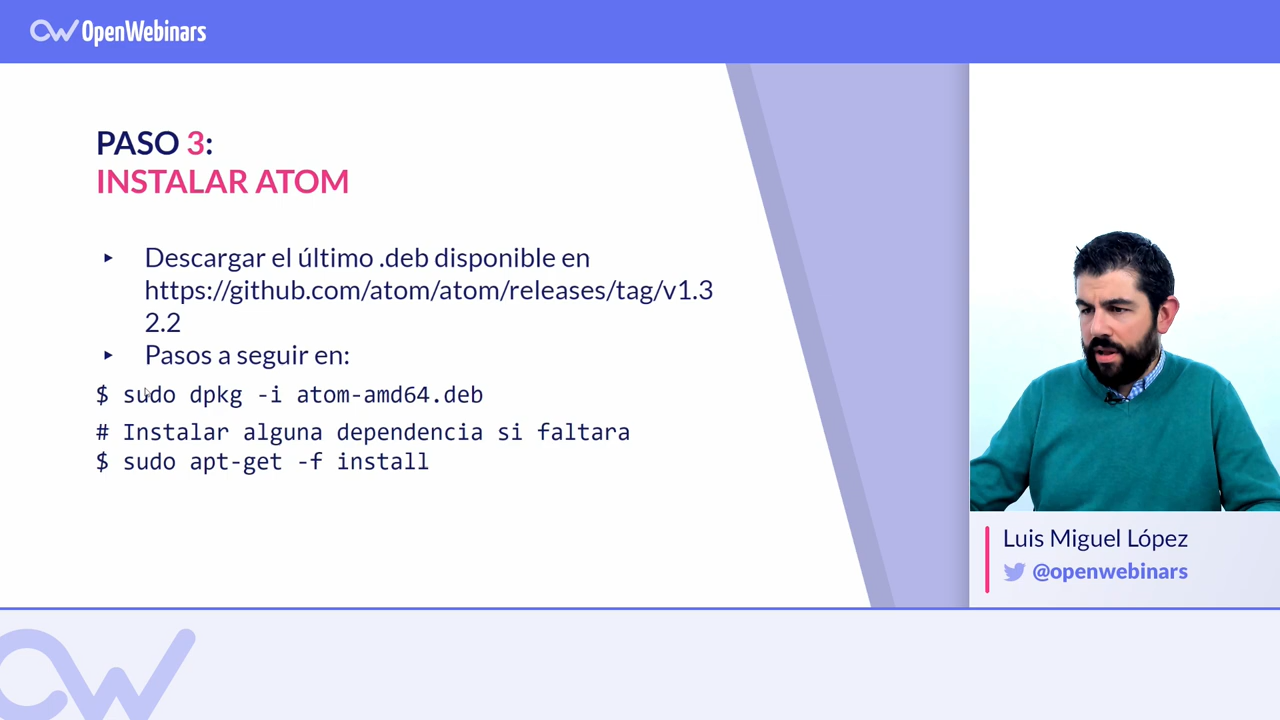 OpenWebinars
PASO 3:
INSTALAR ATOM
‣ Descargar el último .deb disponible en
https://github.com/atom/atom/releases/tag/v1.3
2.2
‣ Pasos a seguir en:
$ sudo dpkg -i atom-amd64.deb
# Instalar alguna dependencia si faltara
$ sudo apt-get -f install
Luis Miguel López
@openwebinars